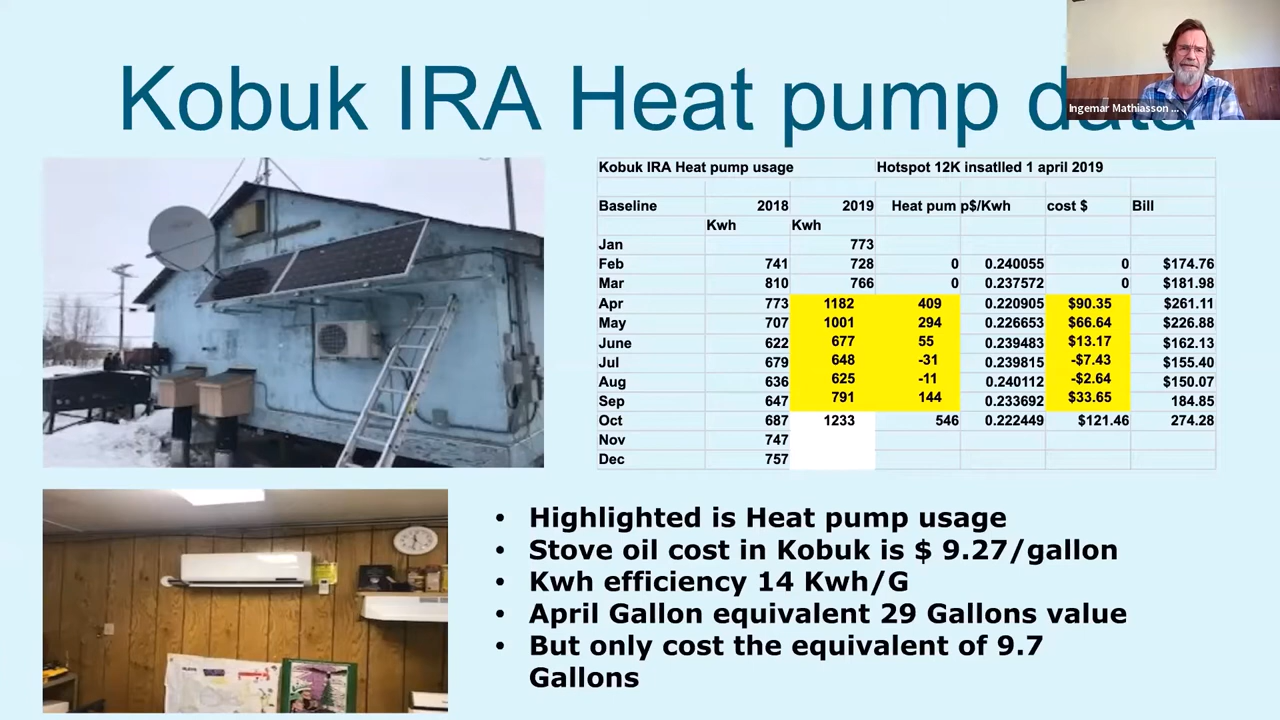 Kobuk IRA Heat pump data
Ingemar Mathiasson ...
Kobuk IRA Heat pump usage Hotspot 12K insatlled 1 april 2019
Baseline 2018 2019 Heat pum p$/Kwh cost $ Bill
Kwh Kwh
Jan 773
Feb 741 728 0 0.240055 0 $174.76
Mar 810 766 0 0.237572 0 $181.98
Apr 773 1182 409 0.220905 $90.35 $261.11
May 707 1001 294 0.226653 $66.64 $226.88
June 622 677 55 0.239483 $13.17 $162.13
Jul 679 648 -31 0.239815 -$7.43 $155.40
Aug 636 625 -11 0.240112 -$2.64 $150.07
Sep 647 791 144 0.233692 $33.65 184.85
Oct 687 1233 546 0.222449 $121.46 274.28
Nov 747
Dec 757
• Highlighted is Heat pump usage
• Stove oil cost in Kobuk is $ 9.27/gallon
• Kwh efficiency 14 Kwh/G
• April Gallon equivalent 29 Gallons value
• But only cost the equivalent of 9.7
Gallons